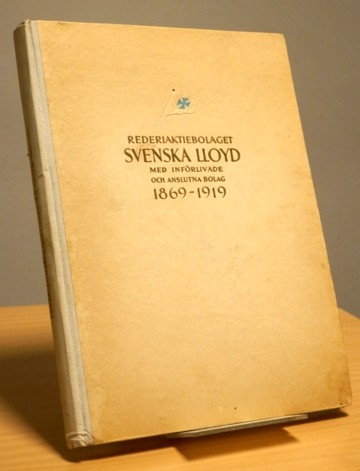 REDERIAKTIEBOLAGET
SVENSKA LLOYD
MED INFÖRLIVADE
OCH ANSLUTNA BOLAG
1869-1919